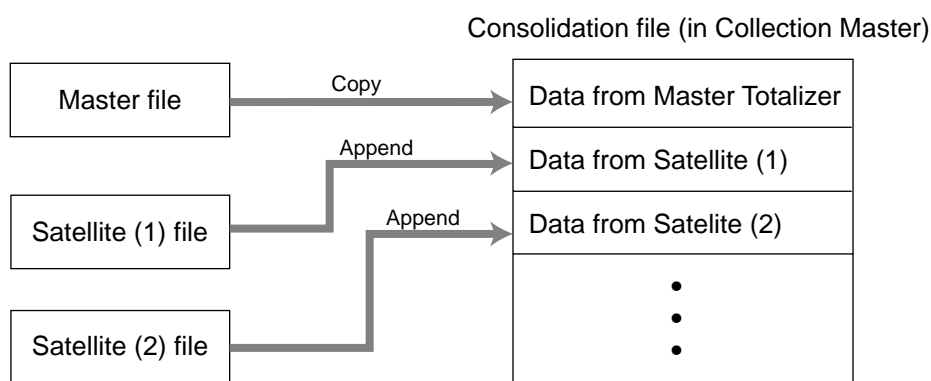 Consolidation file (in Collection Master)
Master file
Copy
Data from Master Totalizer
Append
Data from Satellite (1)
Satellite (1) file
Append
Data from Satelite (2)
Satellite (2) file